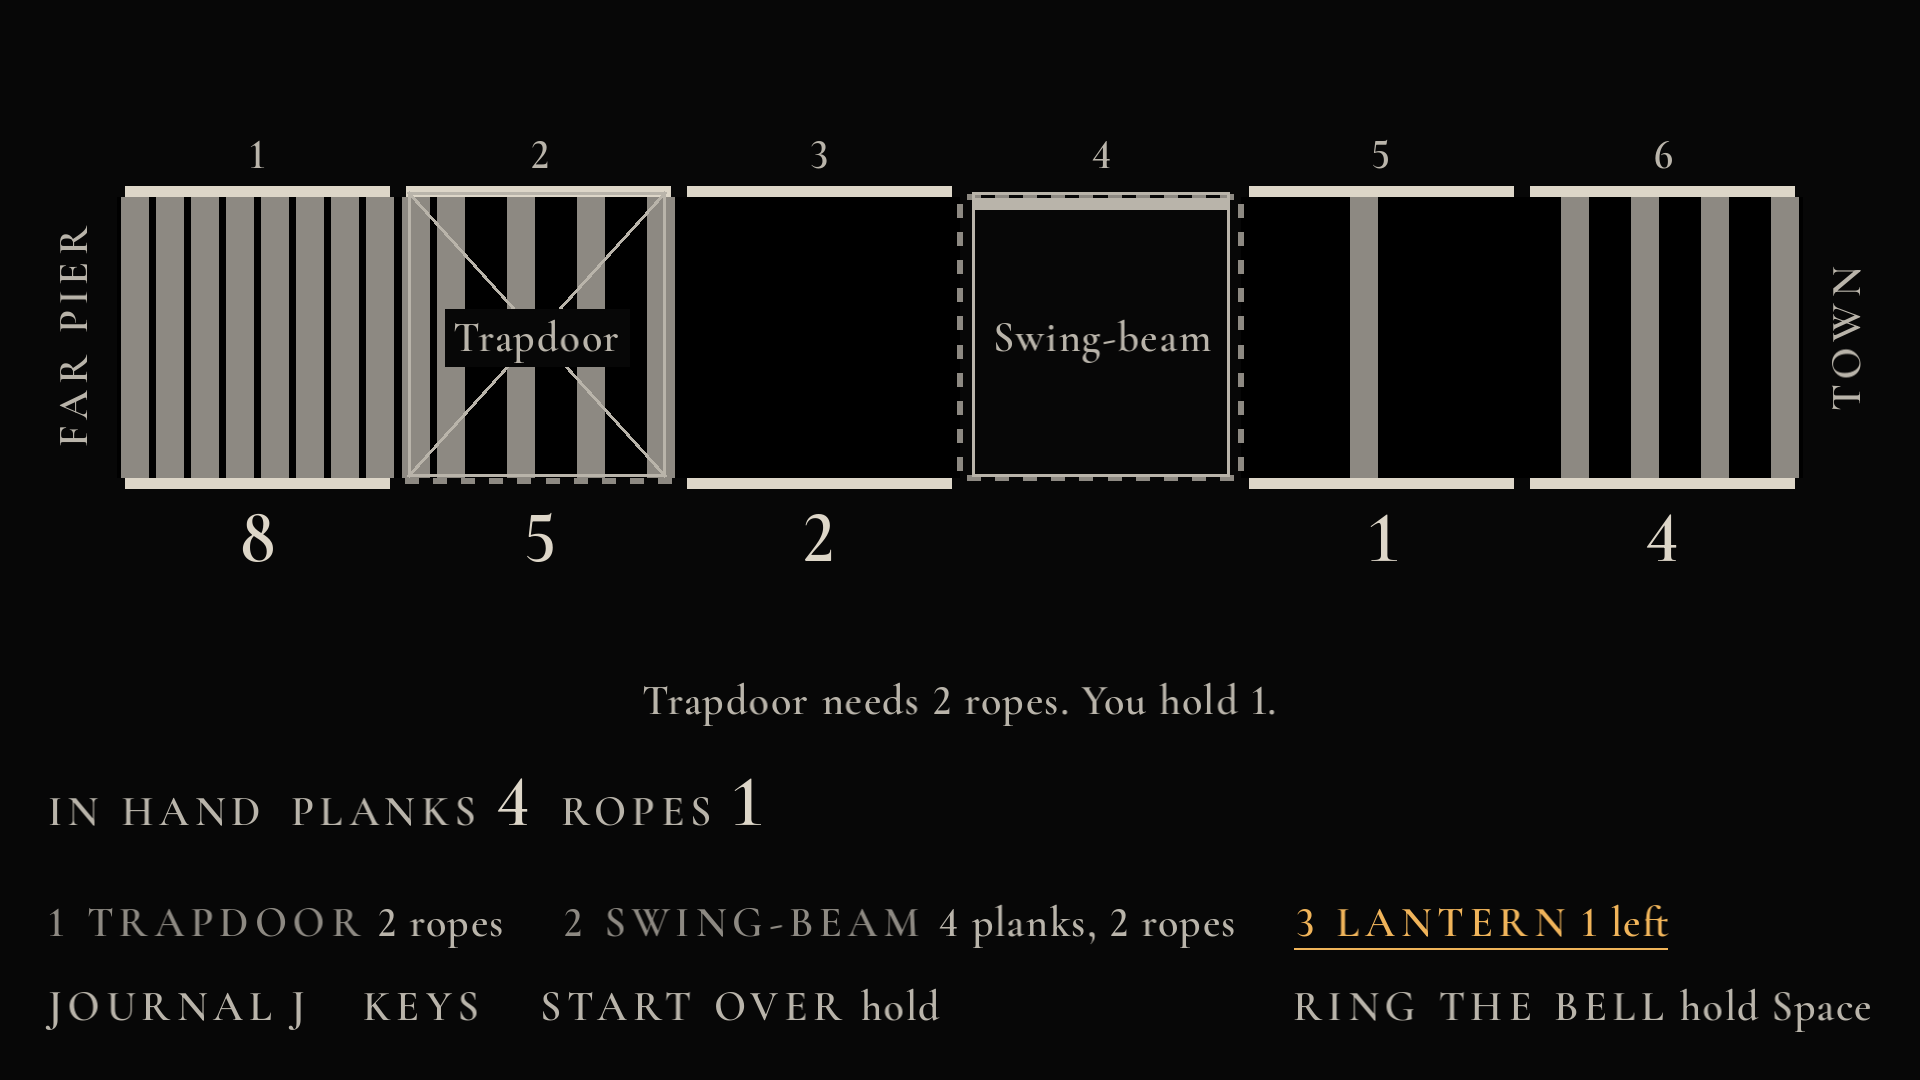 1 2 3 4 5 6
FAR PIER
Trapdoor
Swing-beam
TOWN
8 5 2 1 4
Trapdoor needs 2 ropes. You hold 1.
IN HAND PLANKS 4 ROPES 1
1 TRAPDOOR 2 ropes 2 SWING-BEAM 4 planks, 2 ropes 3 LANTERN 1 left
JOURNAL J KEYS START OVER hold RING THE BELL hold Space